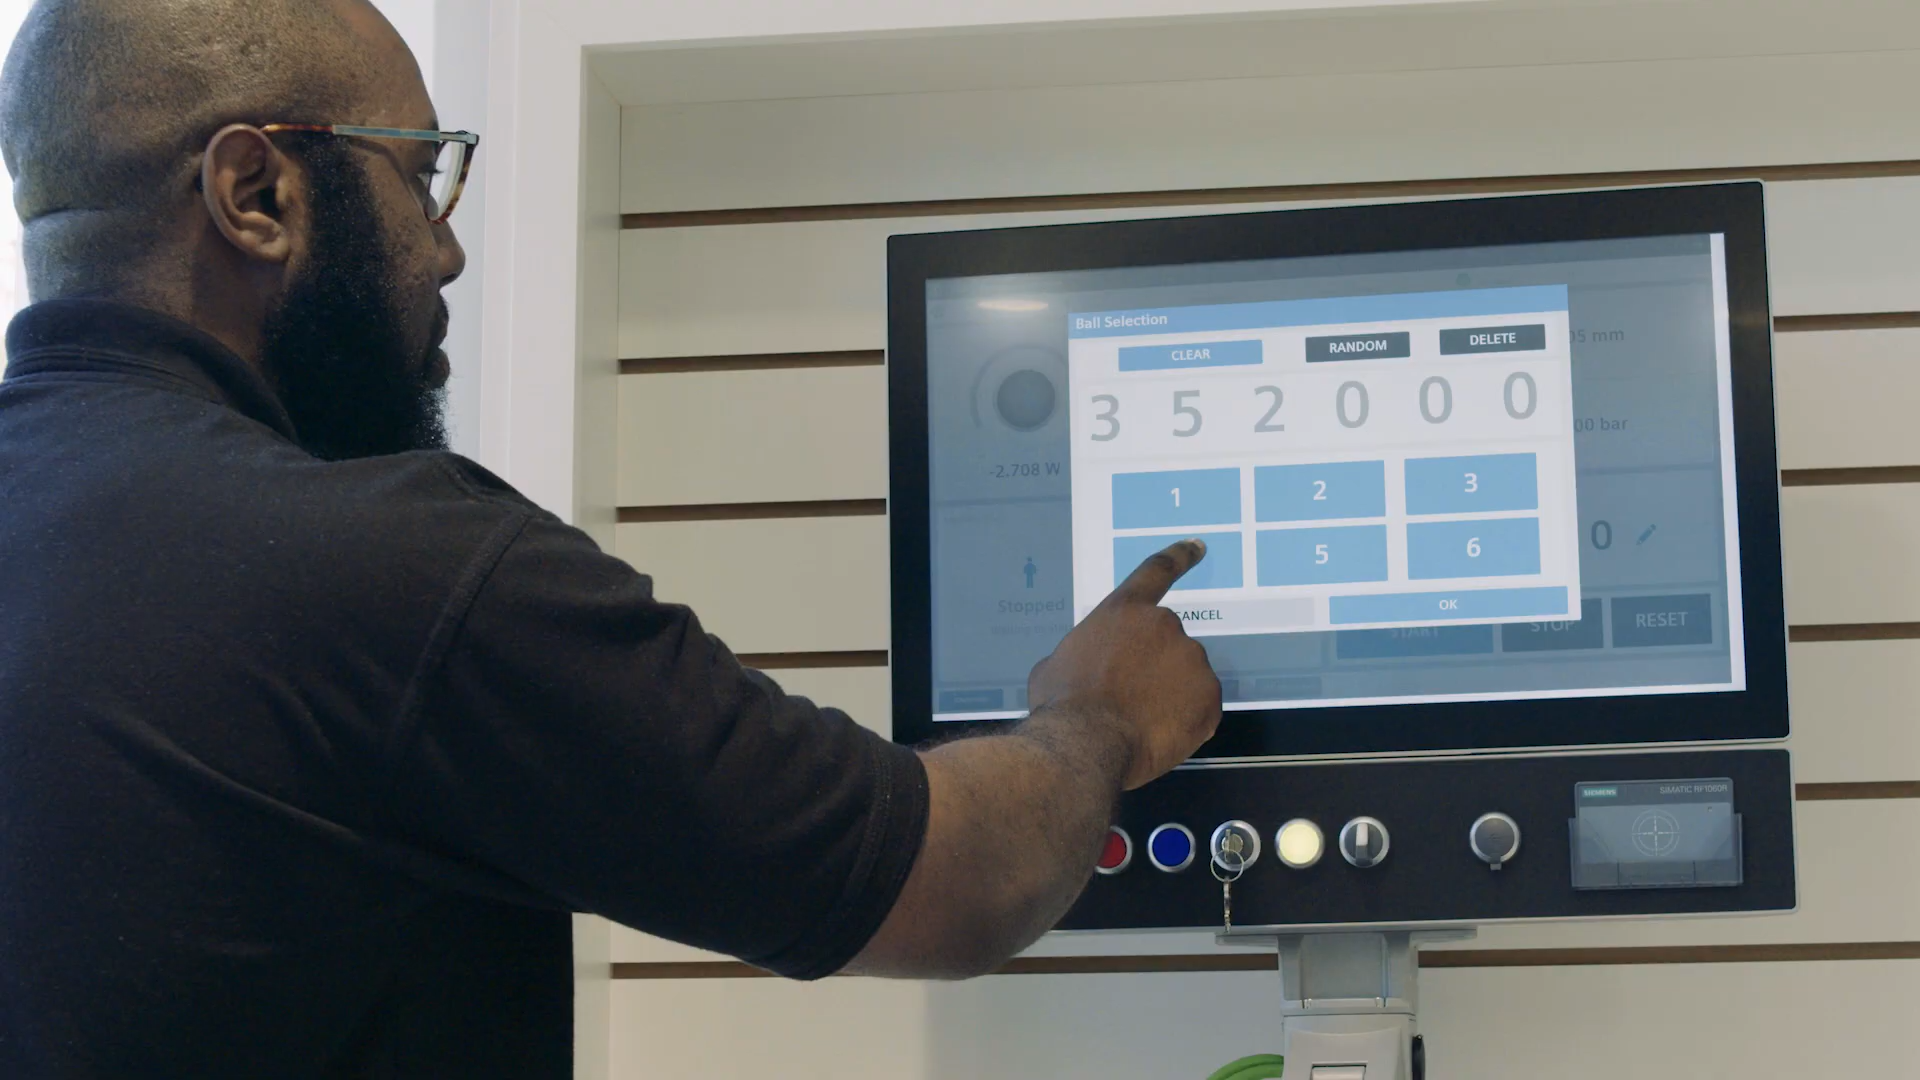 Ball Selection
CLEAR RANDOM DELETE
3 5 2 0 0 0
05 mm
00 bar
-2.708 W
1 2 3
5 6
0
Stopped
CANCEL OK
START STOP RESET
SIEMENS SIMATIC RF1060R